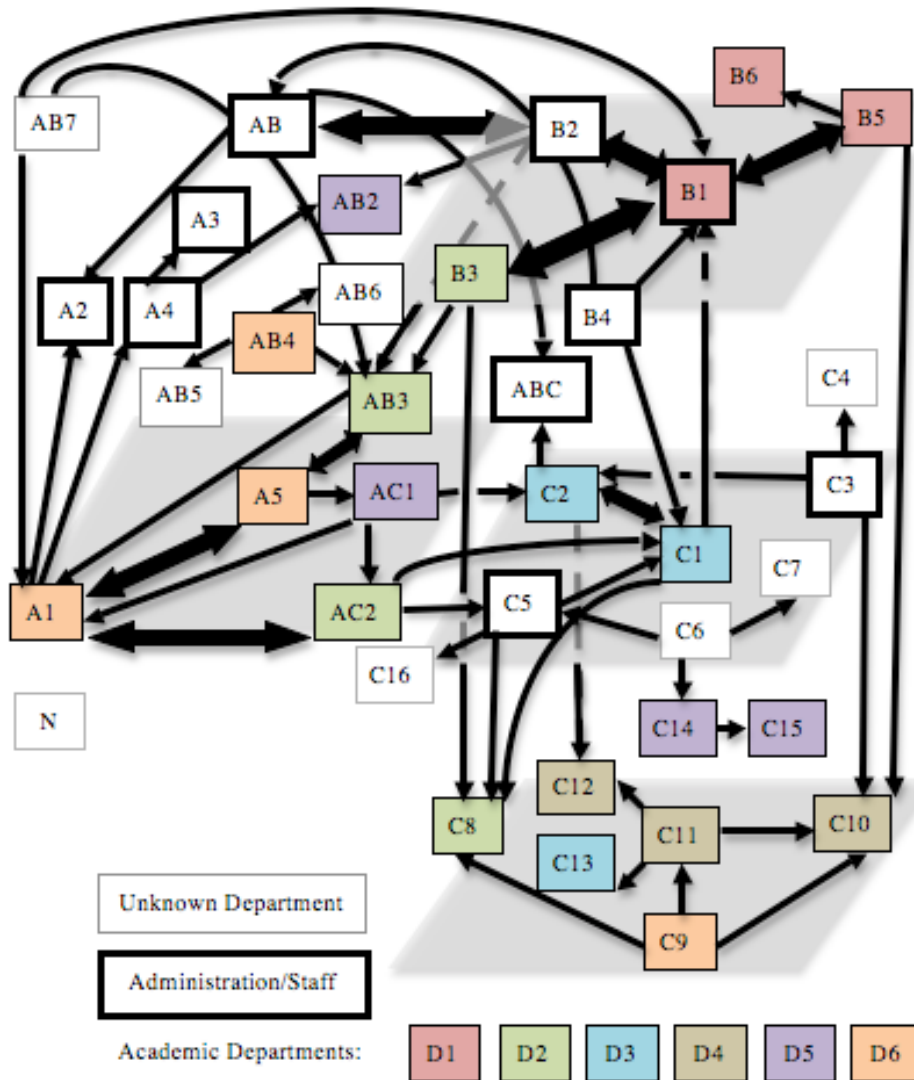 B6
AB7
AB
B2
B5
AB2
B1
A3
B3
AB6
A2
A4
B4
AB4
C4
AB5
AB3
ABC
A5
AC1
C2
C3
C1
C7
A1
AC2
C5
C6
C16
N
C14
C15
C12
C8
C11
C10
C13
Unknown Department
C9
Administration/Staff
Academic Departments:
D1
D2
D3
D4
D5
D6